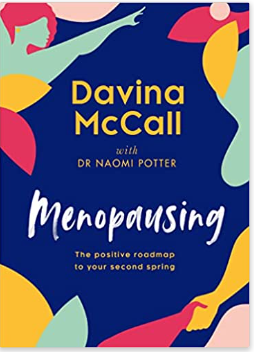 Davina
McCall
with
DR NAOMI POTTER
Menopausing
The positive roadmap
to your second spring